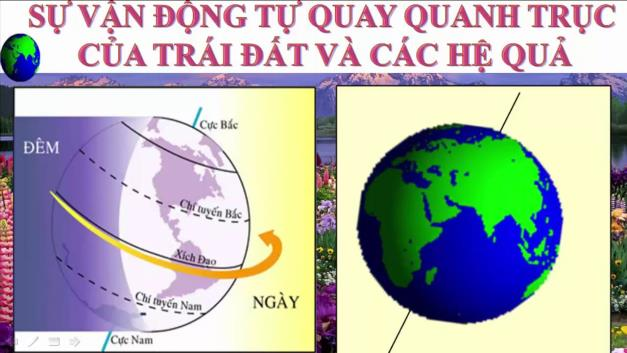 SỰ VẬN ĐỘNG TỰ QUAY QUANH TRỤC
CỦA TRÁI ĐẤT VÀ CÁC HỆ QUẢ
Cực Bắc
ĐÊM
Chí tuyến Bắc
Xích Đạo
Chí tuyến Nam
NGÀY
Cực Nam